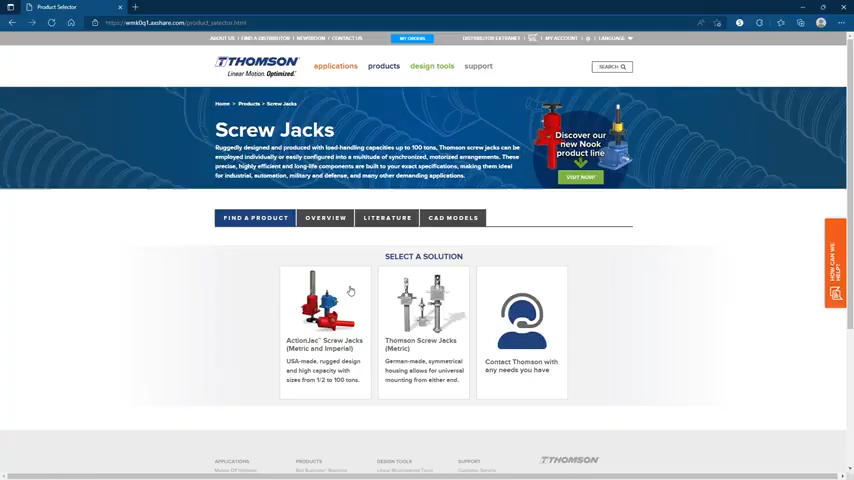 Product Selector
https://wmk0q1.axshare.com/product_selector.html
ABOUT US | FIND A DISTRIBUTOR | NEWSROOM | CONTACT US
MY ORDERS
DISTRIBUTOR EXTRANET
MY ACCOUNT
LANGUAGE
THOMSON
Linear Motion. Optimized.
applications
products
design tools
support
SEARCH
Home > Products > Screw Jacks
Screw Jacks
Ruggedly designed and produced with load-handling capacities up to 100 tons, Thomson screw jacks can be
employed individually or easily configured into a multitude of synchronized, motorized arrangements. These
precise, highly efficient and long-life components are built to your exact specifications, making them ideal
for industrial, automation, military and defense, and many other demanding applications.
Discover our
new Nook
product line
VISIT NOW!
FIND A PRODUCT
OVERVIEW
LITERATURE
CAD MODELS
HOW CAN WE
HELP?
SELECT A SOLUTION
ActionJac™ Screw Jacks
(Metric and Imperial)
USA-made, rugged design
and high capacity with
sizes from 1/2 to 100 tons.
Thomson Screw Jacks
(Metric)
German-made, symmetrical
housing allows for universal
mounting from either end.
Contact Thomson with
any needs you have
APPLICATIONS
PRODUCTS
DESIGN TOOLS
SUPPORT
THOMSON
Customer Service